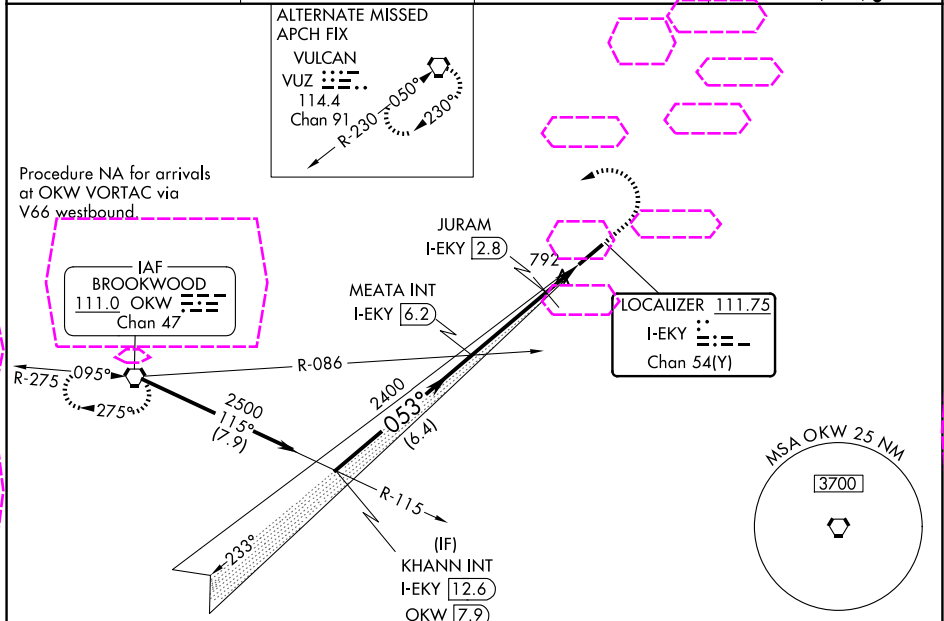 ALTERNATE MISSED
APCH FIX
VULCAN
VUZ
114.4
Chan 91
R-230
050°
230°
Procedure NA for arrivals
at OKW VORTAC via
V66 westbound.
IAF
BROOKWOOD
111.0 OKW
Chan 47
JURAM
I-EKY 2.8
792
MEATA INT
I-EKY 6.2
LOCALIZER 111.75
I-EKY
Chan 54(Y)
R-275
095°
275°
R-086
2500
115°
(7.9)
2400
053°
(6.4)
R-115
233°
(IF)
KHANN INT
I-EKY 12.6
OKW 7.9
MSA OKW 25 NM
3700